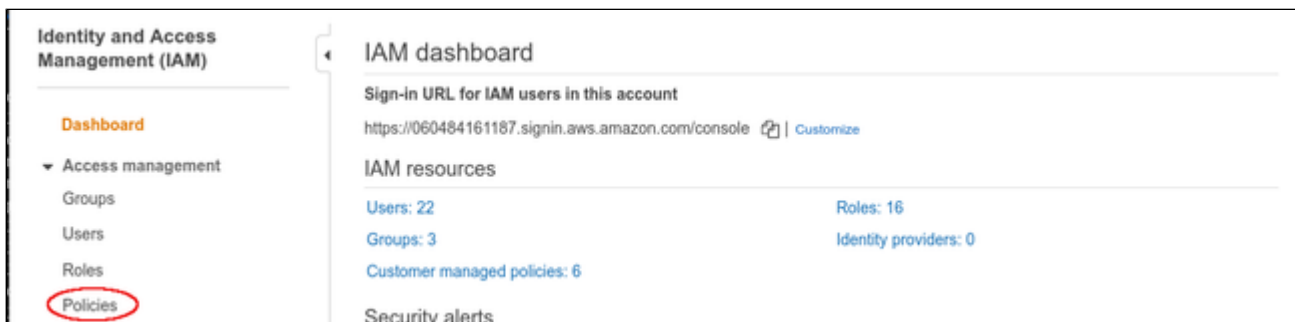 Identity and Access
Management (IAM)
Dashboard
Access management
Groups
Users
Roles
Policies
IAM dashboard
Sign-in URL for IAM users in this account
https://060484161187.signin.aws.amazon.com/console | Customize
IAM resources
Users: 22
Roles: 16
Groups: 3
Identity providers: 0
Customer managed policies: 6
Security alerts